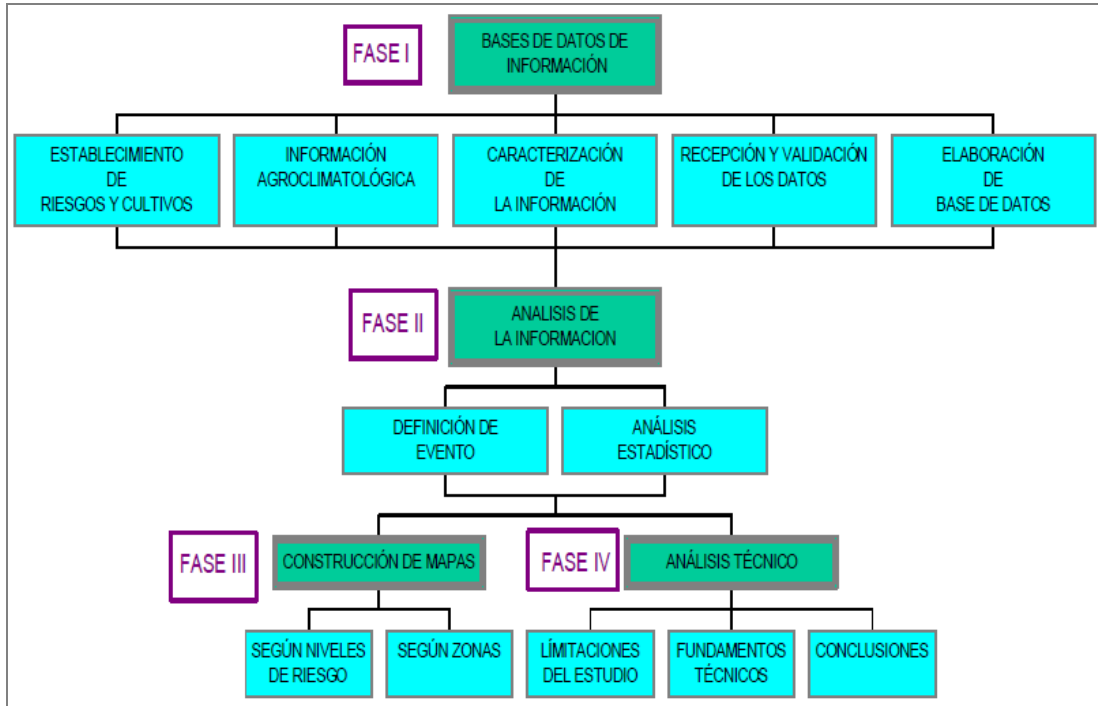 FASE I
BASES DE DATOS DE
INFORMACIÓN
ESTABLECIMIENTO
DE
RIESGOS Y CULTIVOS
INFORMACIÓN
AGROCLIMATOLÓGICA
CARACTERIZACIÓN
DE
LA INFORMACIÓN
RECEPCIÓN Y VALIDACIÓN
DE LOS DATOS
ELABORACIÓN
DE
BASE DE DATOS
FASE II
ANALISIS DE
LA INFORMACION
DEFINICIÓN DE
EVENTO
ANÁLISIS
ESTADÍSTICO
FASE III
CONSTRUCCIÓN DE MAPAS
FASE IV
ANÁLISIS TÉCNICO
SEGÚN NIVELES
DE RIESGO
SEGÚN ZONAS
LÍMITACIONES
DEL ESTUDIO
FUNDAMENTOS
TÉCNICOS
CONCLUSIONES